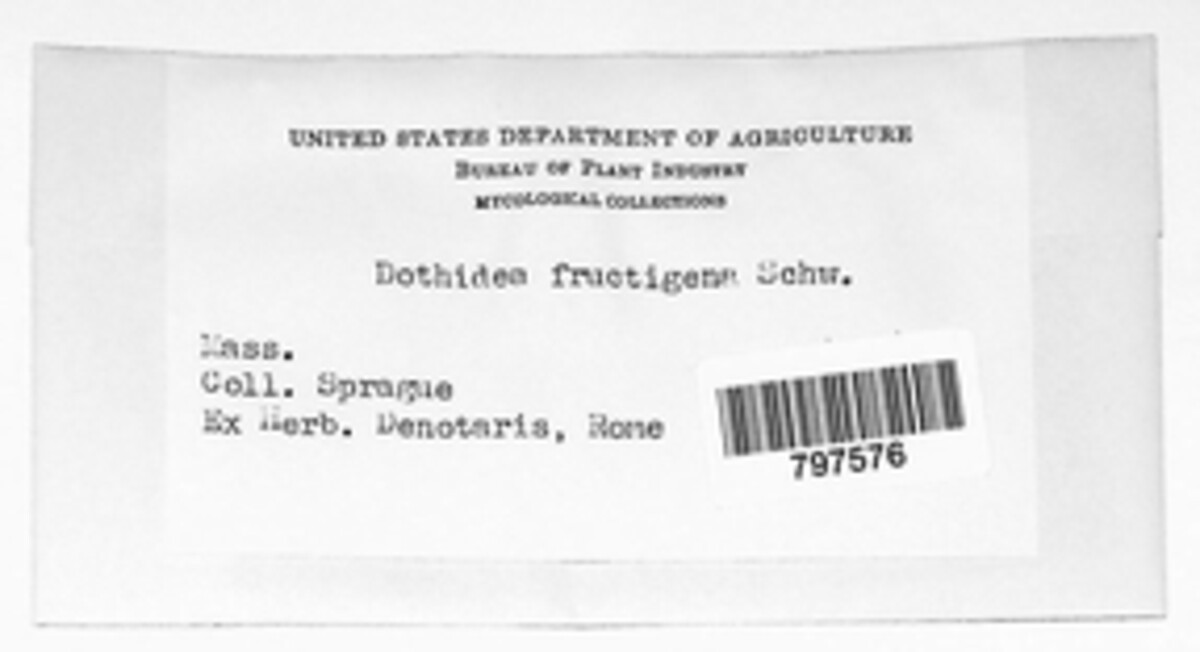 UNITED STATES DEPARTMENT OF AGRICULTURE
BUREAU OF PLANT INDUSTRY
MYCOLOGICAL COLLECTIONS
Dothidea fructigena Schw.
Mass.
Coll. Sprague
Ex Herb. Denotaris, Rome
797576